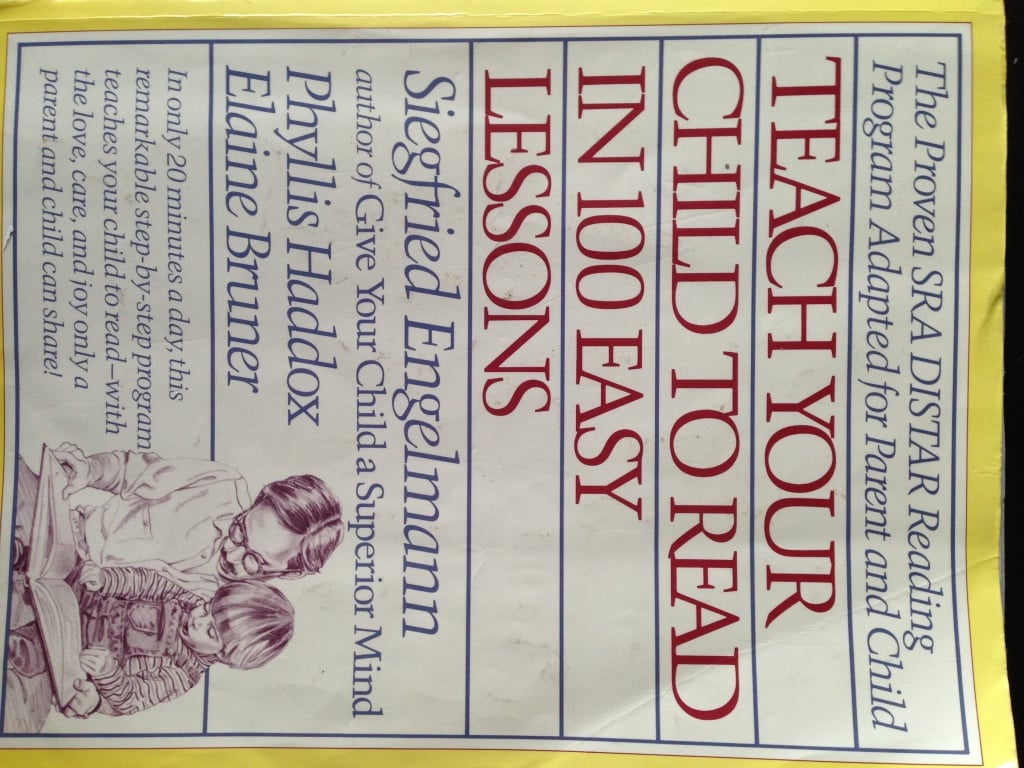 The Proven SRA DISTAR Reading
Program Adapted for Parent and Child
TEACH YOUR
CHILD TO READ
IN 100 EASY
LESSONS
Siegfried Engelmann
author of Give Your Child a Superior Mind
Phyllis Haddox
Elaine Bruner
In only 20 minutes a day, this
remarkable step-by-step program
teaches your child to read–with
the love, care, and joy only a
parent and child can share!